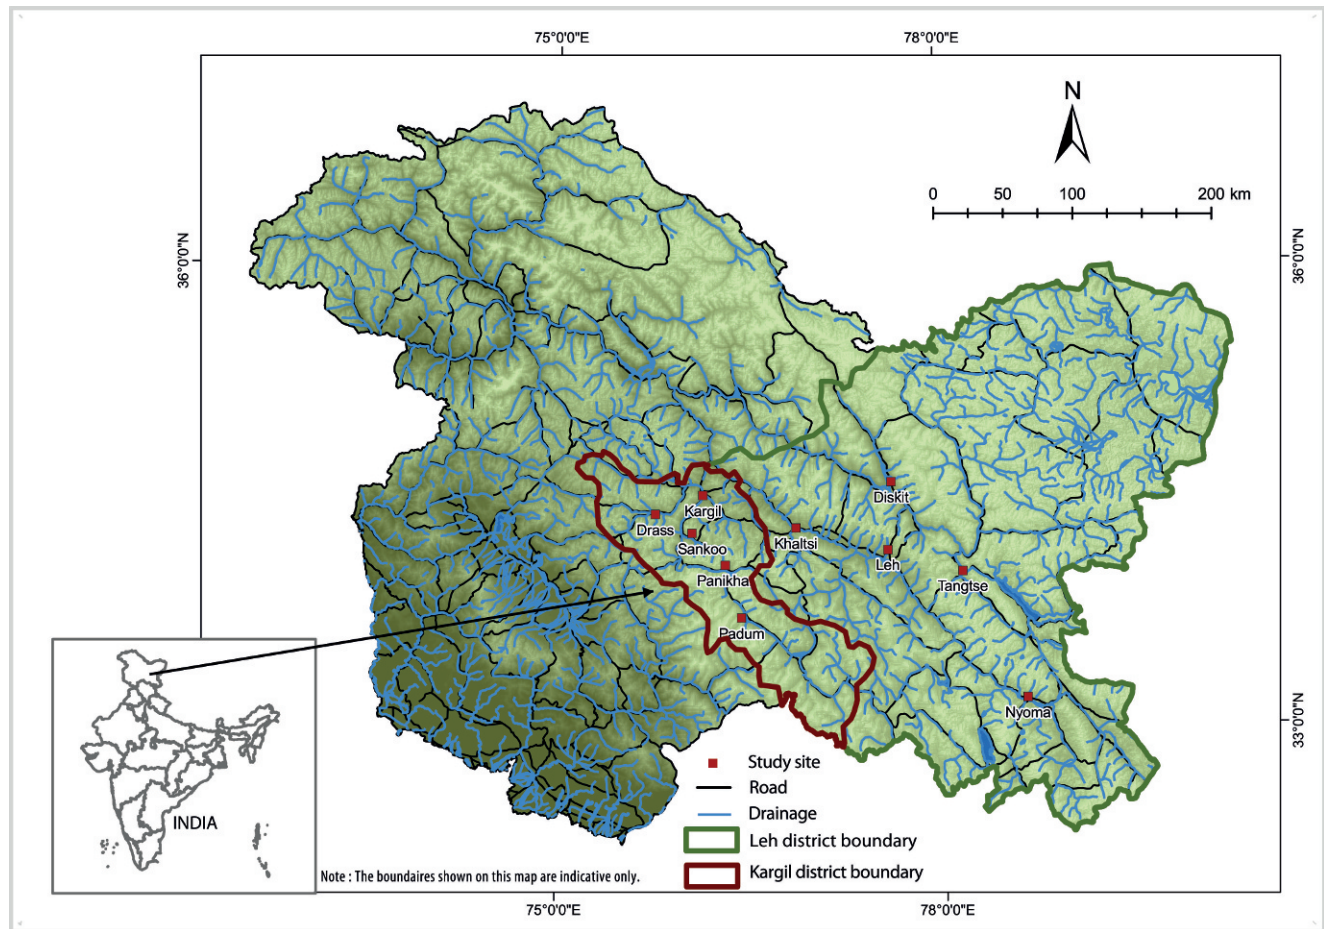 75°0'0"E
78°0'0"E
N
0 50 100 200 km
36°0'0"N
36°0'0"N
Diskit
Kargil
Drass
Sankoo
Khaltsi
Leh
Panikha
Tangtse
Padum
Nyoma
33°0'0"N
Study site
Road
Drainage
Leh district boundary
Kargil district boundary
INDIA
Note : The boundaires shown on this map are indicative only.
75°0'0"E
78°0'0"E